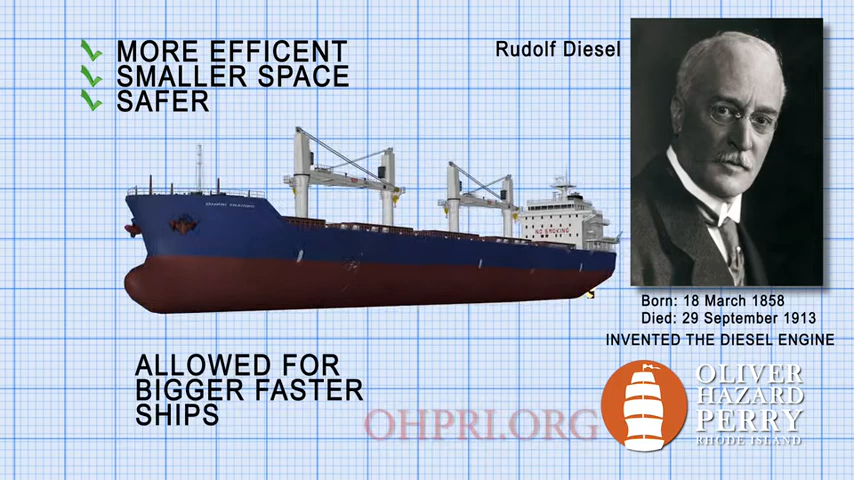 MORE EFFICENT
SMALLER SPACE
SAFER
Rudolf Diesel
NO SMOKING
Born: 18 March 1858
Died: 29 September 1913
INVENTED THE DIESEL ENGINE
ALLOWED FOR
BIGGER FASTER
SHIPS
OHPRI.ORG
OLIVER
HAZARD
PERRY
RHODE ISLAND